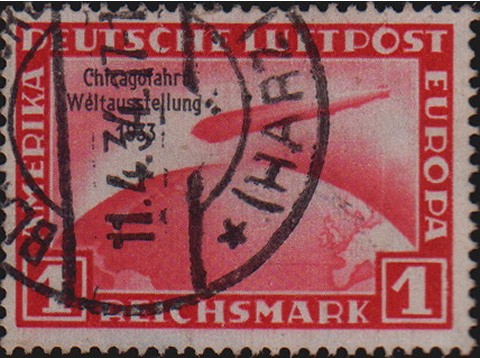 DEUTSCHE LUFTPOST
Chicagofahrt
Weltausstellung
1933
AMERIKA
EUROPA
11.4.34.
(HARZ)
1
REICHSMARK
1